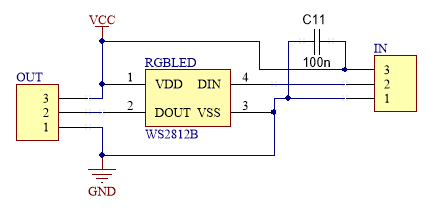 C11
VCC
100n
IN
RGBLED
OUT
1 VDD DIN 4
3
3
2
2 DOUT VSS 3
2
1
1
WS2812B
GND